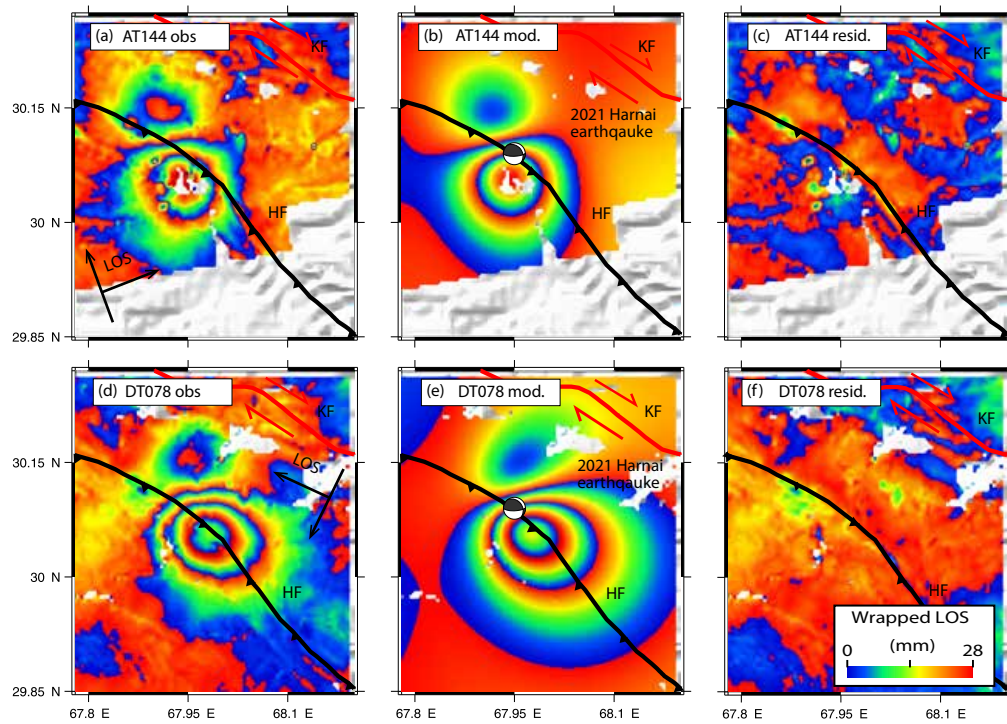 (a) AT144 obs
KF
LOS
HF
30.15 N
30 N
29.85 N
(b) AT144 mod.
KF
2021 Harnai
earthqauke
HF
(c) AT144 resid.
KF
HF
(d) DT078 obs
KF
LOS
HF
30.15 N
30 N
29.85 N
67.8 E
67.95 E
68.1 E
(e) DT078 mod.
KF
2021 Harnai
earthqauke
HF
67.8 E
67.95 E
68.1 E
(f) DT078 resid.
KF
HF
Wrapped LOS
(mm)
0
28
67.8 E
67.95 E
68.1 E